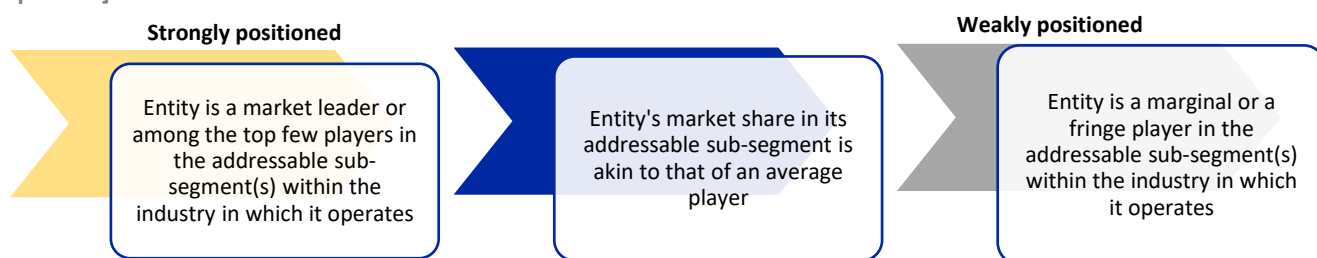 Strongly positioned
Entity is a market leader or
among the top few players in
the addressable sub-
segment(s) within the
industry in which it operates
Entity's market share in its
addressable sub-segment is
akin to that of an average
player
Weakly positioned
Entity is a marginal or a
fringe player in the
addressable sub-segment(s)
within the industry in which
it operates